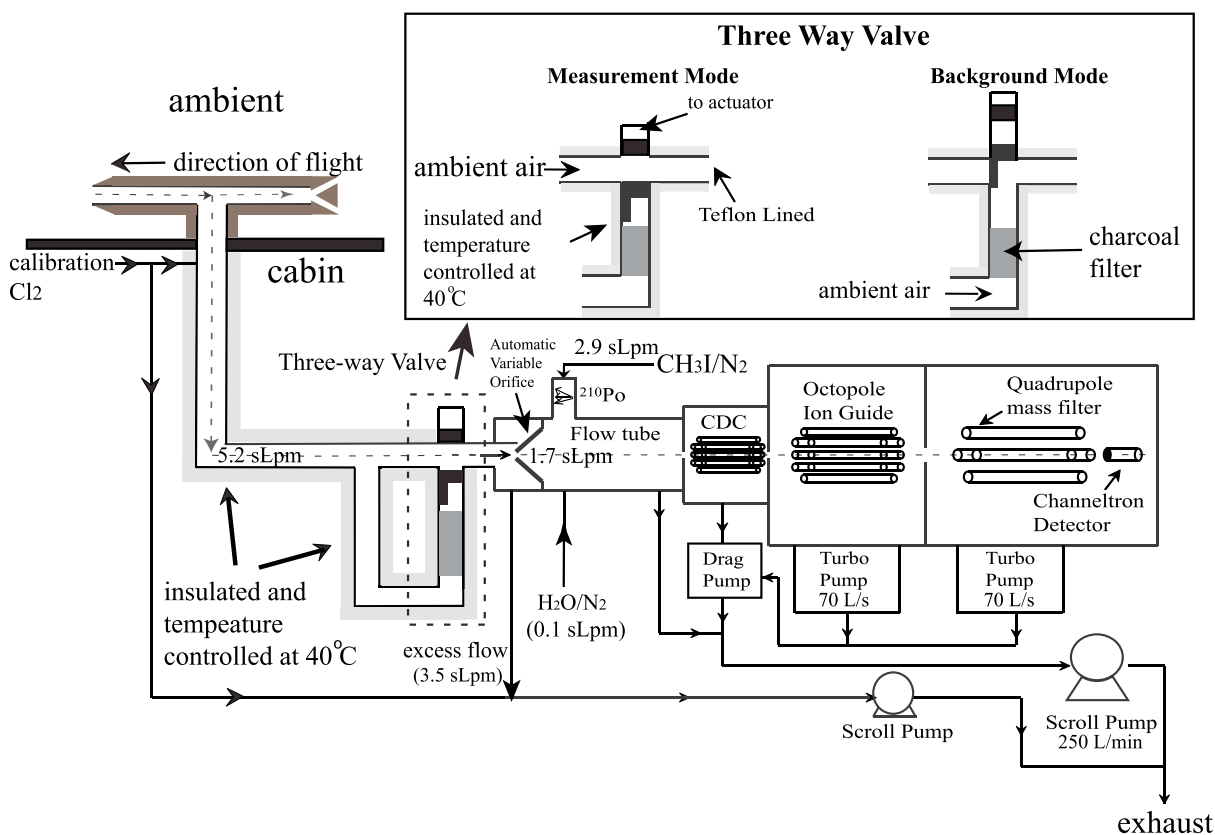 Three Way Valve
Measurement Mode
Background Mode
to actuator
ambient air
Teflon Lined
insulated and
temperature
controlled at
40°C
charcoal
filter
ambient air
ambient
direction of flight
calibration
Cl2
cabin
Three-way Valve
Automatic
Variable
Orifice
2.9 sLpm
CH3I/N2
210Po
Flow tube
5.2 sLpm
1.7 sLpm
CDC
Octopole
Ion Guide
Quadrupole
mass filter
Channeltron
Detector
Drag
Pump
Turbo
Pump
70 L/s
Turbo
Pump
70 L/s
insulated and
tempeature
controlled at 40°C
H2O/N2
(0.1 sLpm)
excess flow
(3.5 sLpm)
Scroll Pump
Scroll Pump
250 L/min
exhaust